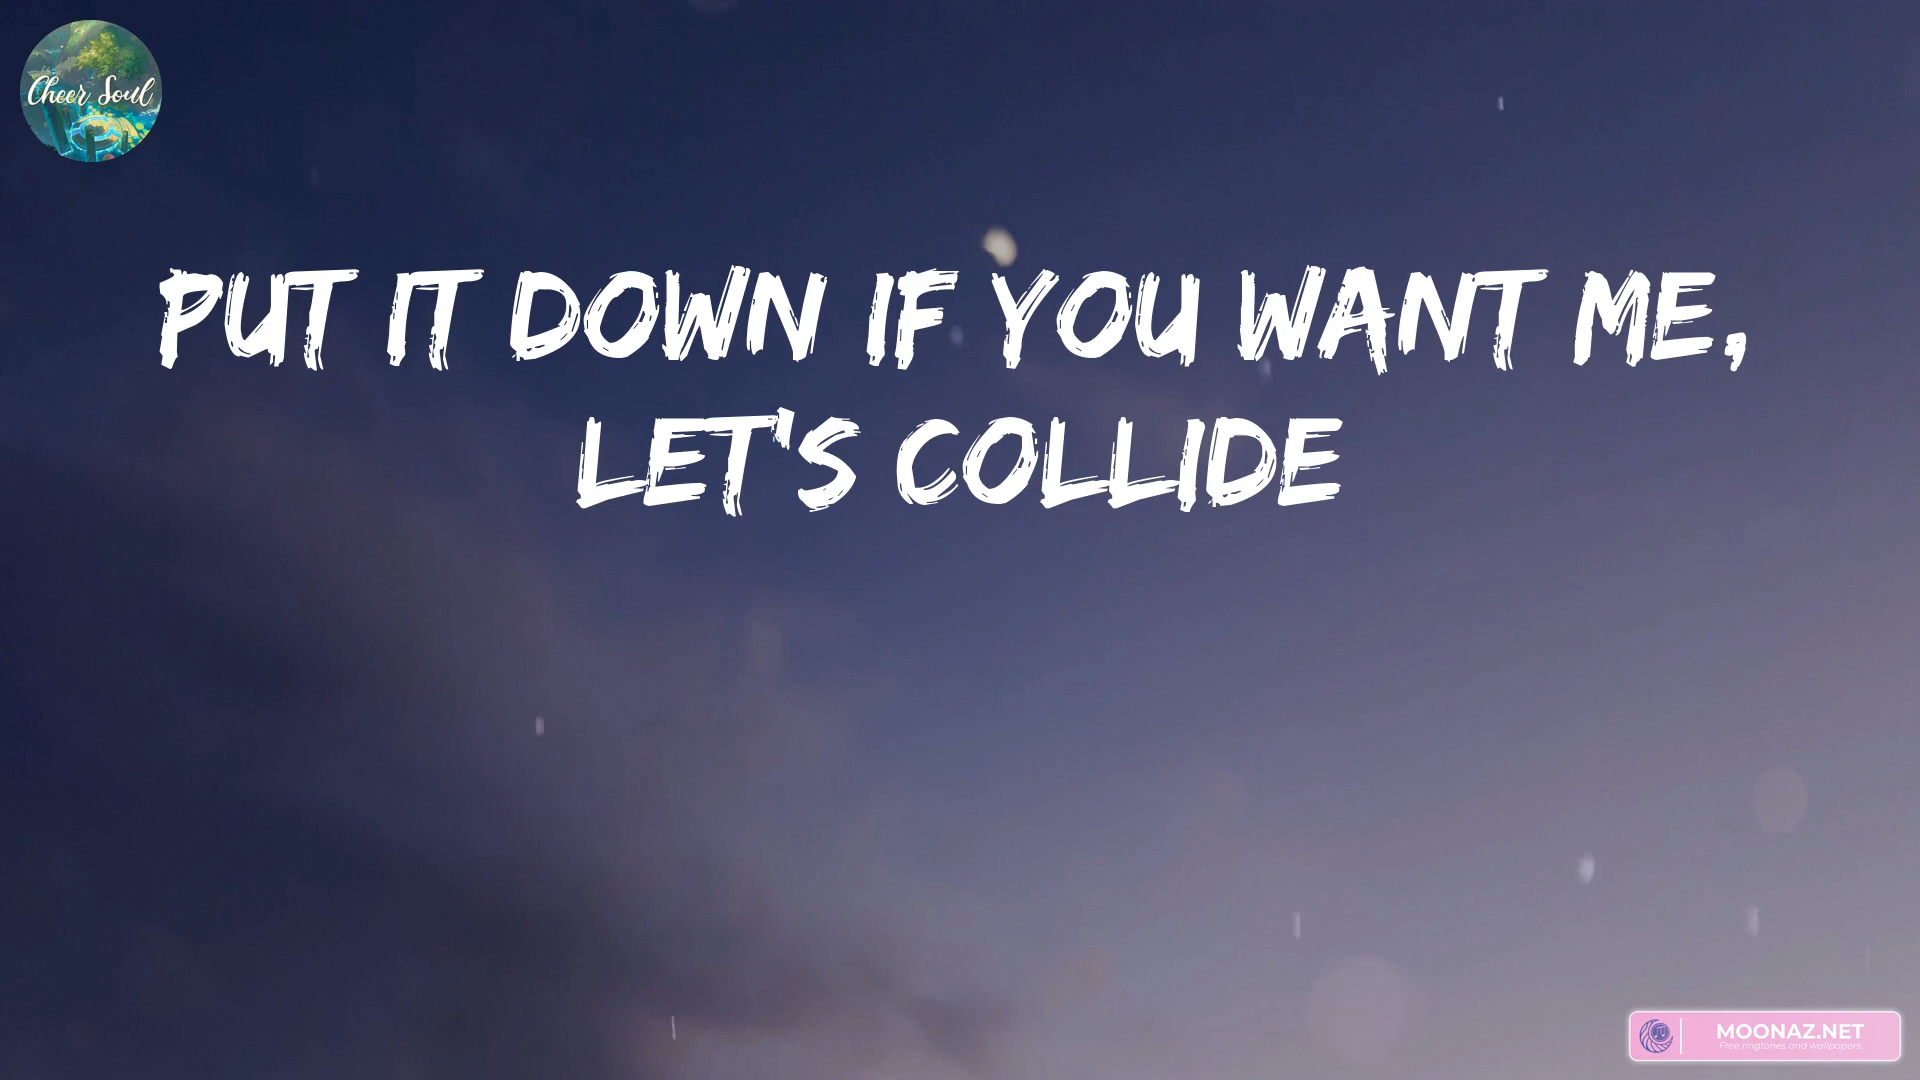 Cheer Soul
PUT IT DOWN IF YOU WANT ME,
LET'S COLLIDE
MOONAZ.NET
Free ringtones and wallpapers